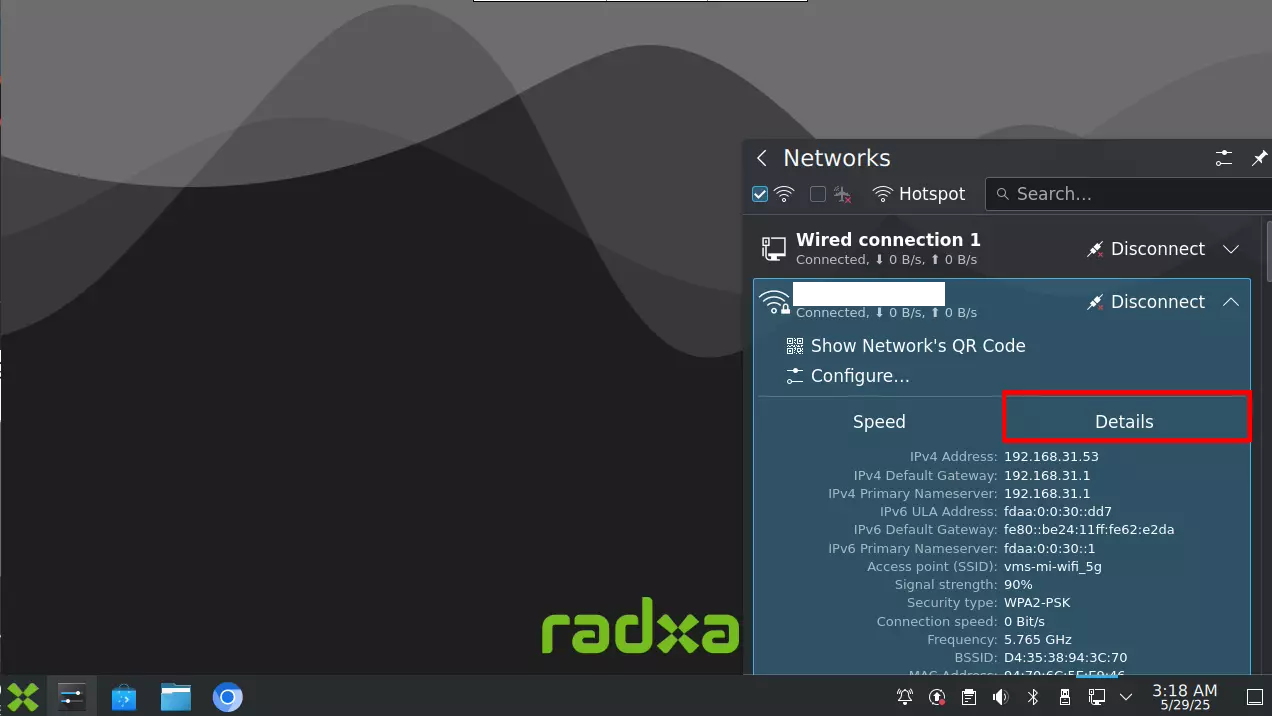 Networks
Hotspot
Search...
Wired connection 1
Connected, ⬇ 0 B/s, ⬆ 0 B/s
Disconnect
Disconnect
Connected, ⬇ 0 B/s, ⬆ 0 B/s
Show Network's QR Code
Configure...
Speed
Details
IPv4 Address: 192.168.31.53
IPv4 Default Gateway: 192.168.31.1
IPv4 Primary Nameserver: 192.168.31.1
IPv6 ULA Address: fdaa:0:0:30::dd7
IPv6 Default Gateway: fe80::be24:11ff:fe62:e2da
IPv6 Primary Nameserver: fdaa:0:0:30::1
Access point (SSID): vms-mi-wifi_5g
Signal strength: 90%
Security type: WPA2-PSK
Connection speed: 0 Bit/s
Frequency: 5.765 GHz
BSSID: D4:35:38:94:3C:70
MAC Address:
radxa
3:18 AM
5/29/25